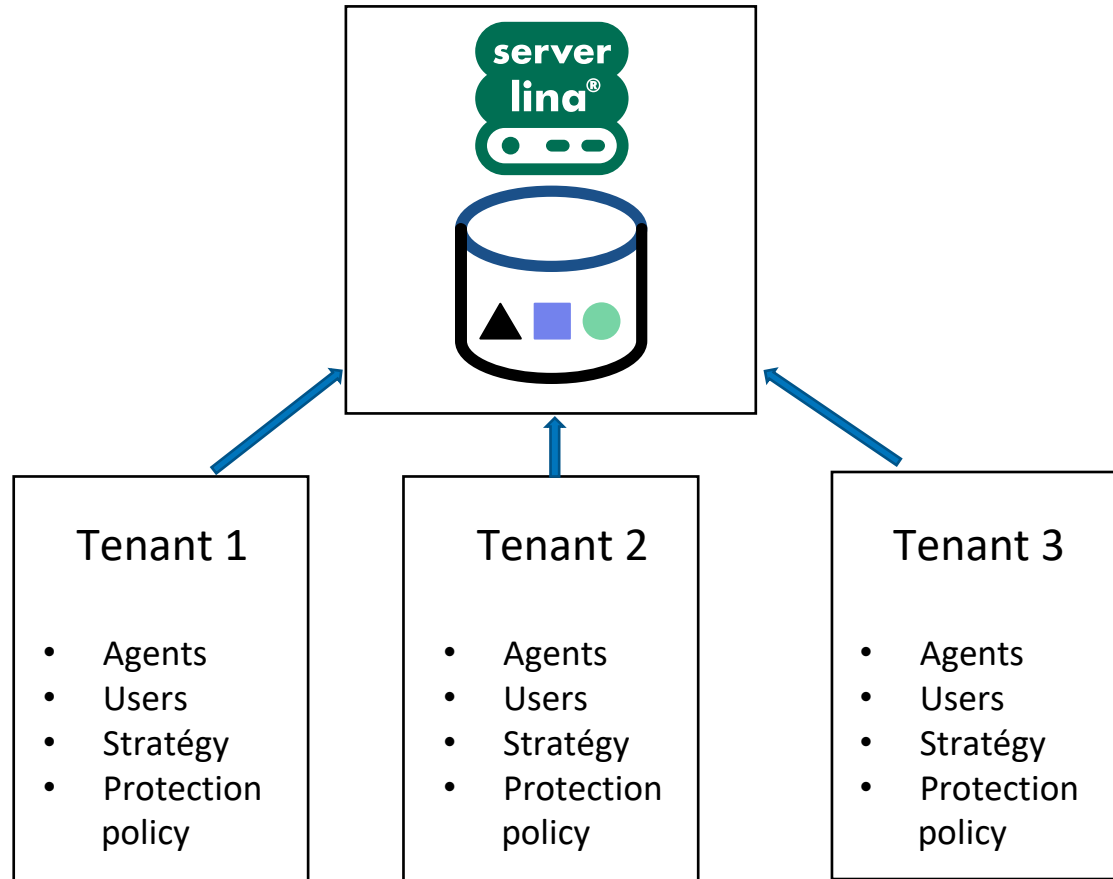 server
lina®
Tenant 1
• Agents
• Users
• Stratégy
• Protection
policy
Tenant 2
• Agents
• Users
• Stratégy
• Protection
policy
Tenant 3
• Agents
• Users
• Stratégy
• Protection
policy